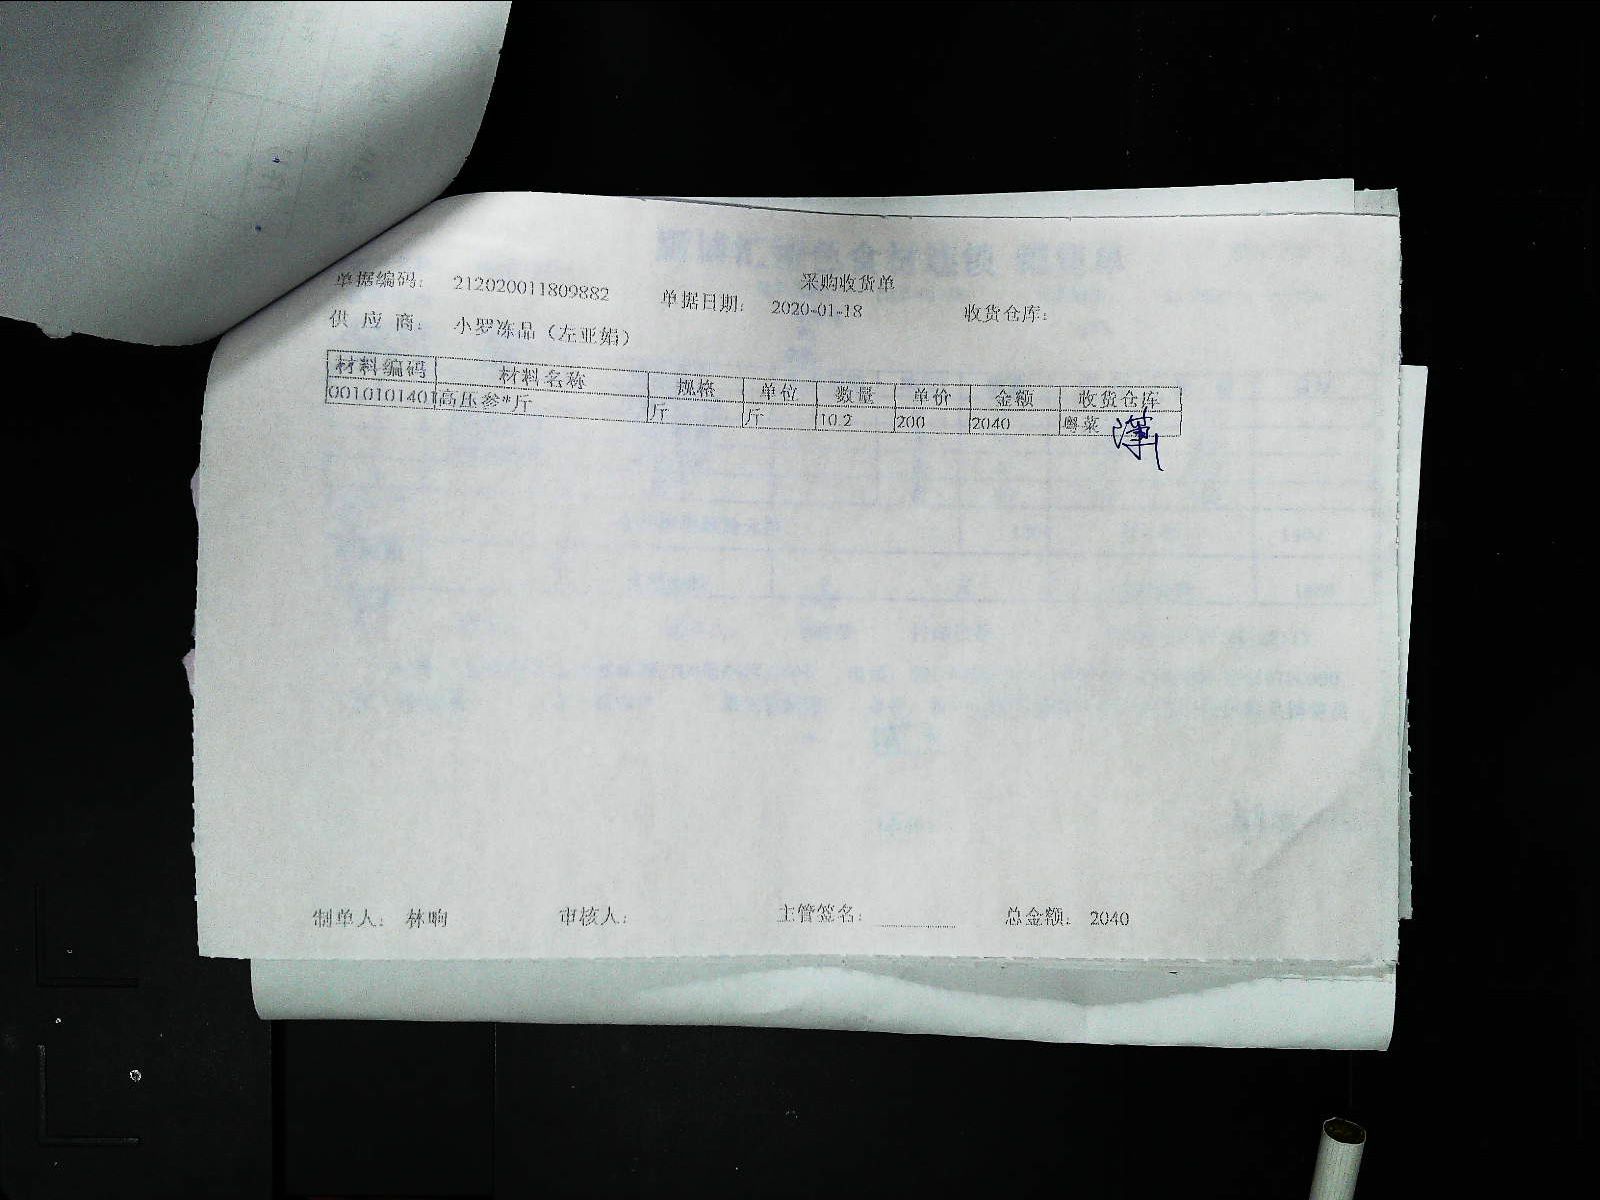 采购收货单
单据编码： 212020011809882 单据日期： 2020-01-18 收货仓库：
供应商： 小罗冻品（左亚娟）
材料编码 材料名称 规格 单位 数量 单价 金额 收货仓库
0010101401 高压参*斤 斤 斤 10.2 200 2040 粤菜
制单人： 林晌 审核人： 主管签名： 总金额： 2040